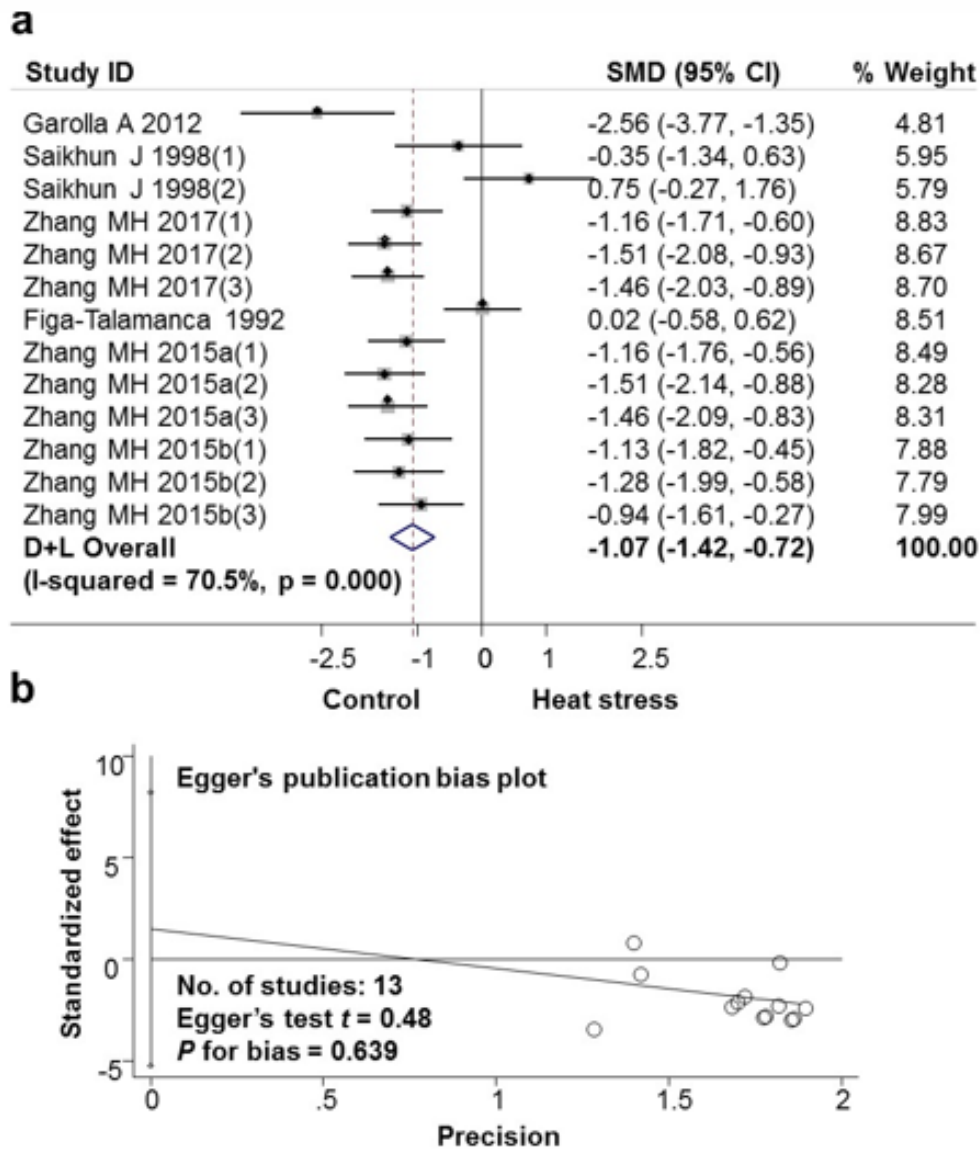 a
Study ID SMD (95% CI) % Weight
Garolla A 2012 -2.56 (-3.77, -1.35) 4.81
Saikhun J 1998(1) -0.35 (-1.34, 0.63) 5.95
Saikhun J 1998(2) 0.75 (-0.27, 1.76) 5.79
Zhang MH 2017(1) -1.16 (-1.71, -0.60) 8.83
Zhang MH 2017(2) -1.51 (-2.08, -0.93) 8.67
Zhang MH 2017(3) -1.46 (-2.03, -0.89) 8.70
Figa-Talamanca 1992 0.02 (-0.58, 0.62) 8.51
Zhang MH 2015a(1) -1.16 (-1.76, -0.56) 8.49
Zhang MH 2015a(2) -1.51 (-2.14, -0.88) 8.28
Zhang MH 2015a(3) -1.46 (-2.09, -0.83) 8.31
Zhang MH 2015b(1) -1.13 (-1.82, -0.45) 7.88
Zhang MH 2015b(2) -1.28 (-1.99, -0.58) 7.79
Zhang MH 2015b(3) -0.94 (-1.61, -0.27) 7.99
D+L Overall -1.07 (-1.42, -0.72) 100.00
(I-squared = 70.5%, p = 0.000)
-2.5 -1 0 1 2.5
Control Heat stress
b
Egger's publication bias plot
Standardized effect
10
5
0
-5
No. of studies: 13
Egger's test t = 0.48
P for bias = 0.639
0 .5 1 1.5 2
Precision